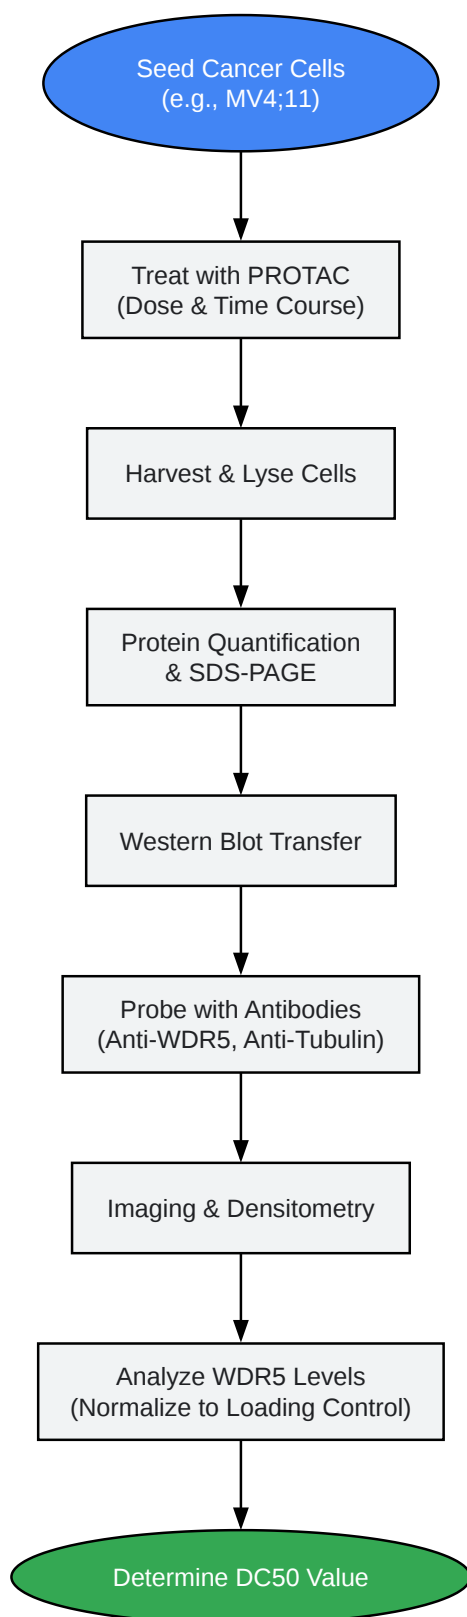 Seed Cancer Cells
(e.g., MV4;11)
Treat with PROTAC
(Dose & Time Course)
Harvest & Lyse Cells
Protein Quantification
& SDS-PAGE
Western Blot Transfer
Probe with Antibodies
(Anti-WDR5, Anti-Tubulin)
Imaging & Densitometry
Analyze WDR5 Levels
(Normalize to Loading Control)
Determine DC50 Value